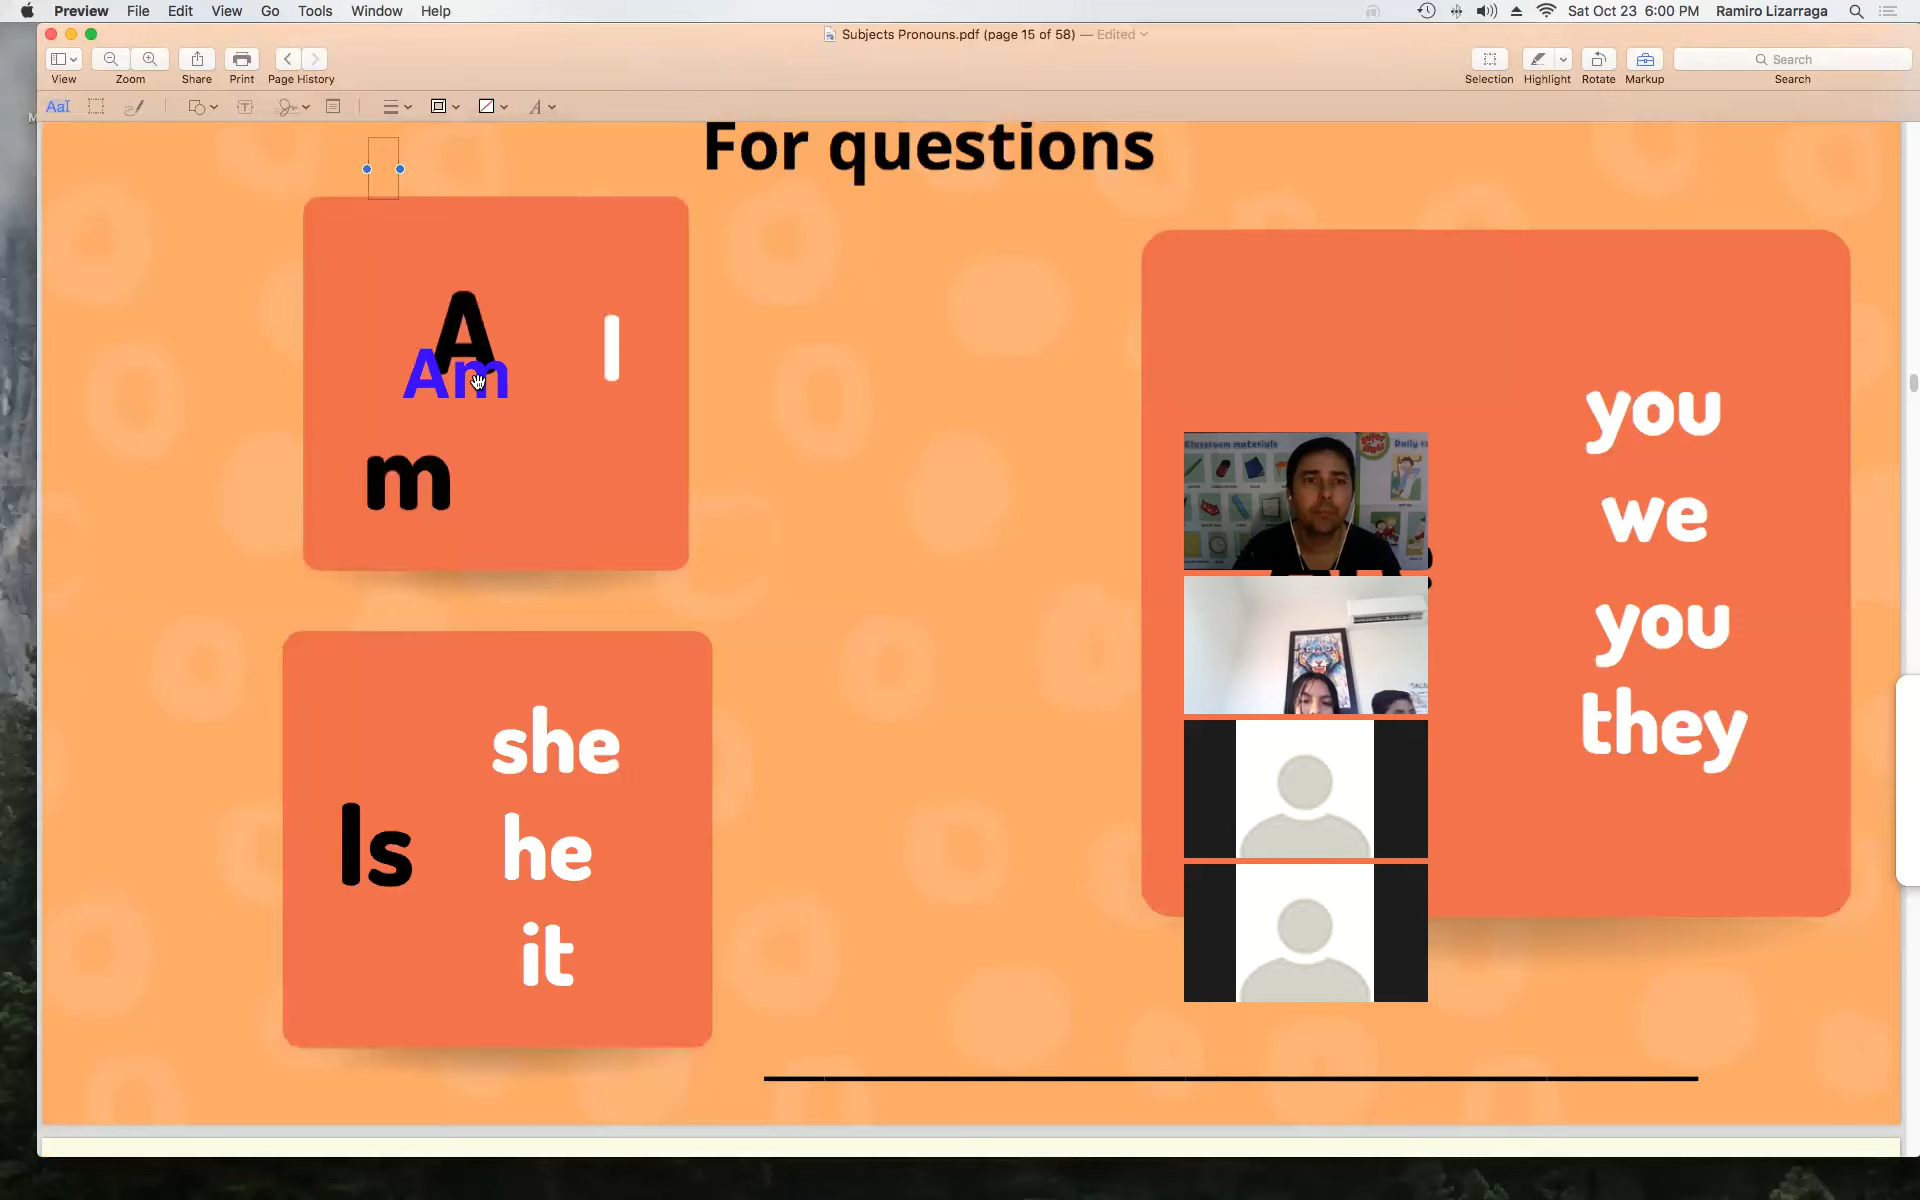 Preview File Edit View Go Tools Window Help
Sat Oct 23 6:00 PM Ramiro Lizarraga
Subjects Pronouns.pdf (page 15 of 58) — Edited
View Zoom Share Print Page History
Selection Highlight Rotate Markup Search
Search
For questions
A
Am
I
m
she
Is
he
it
you
we
you
they
Classroom materials